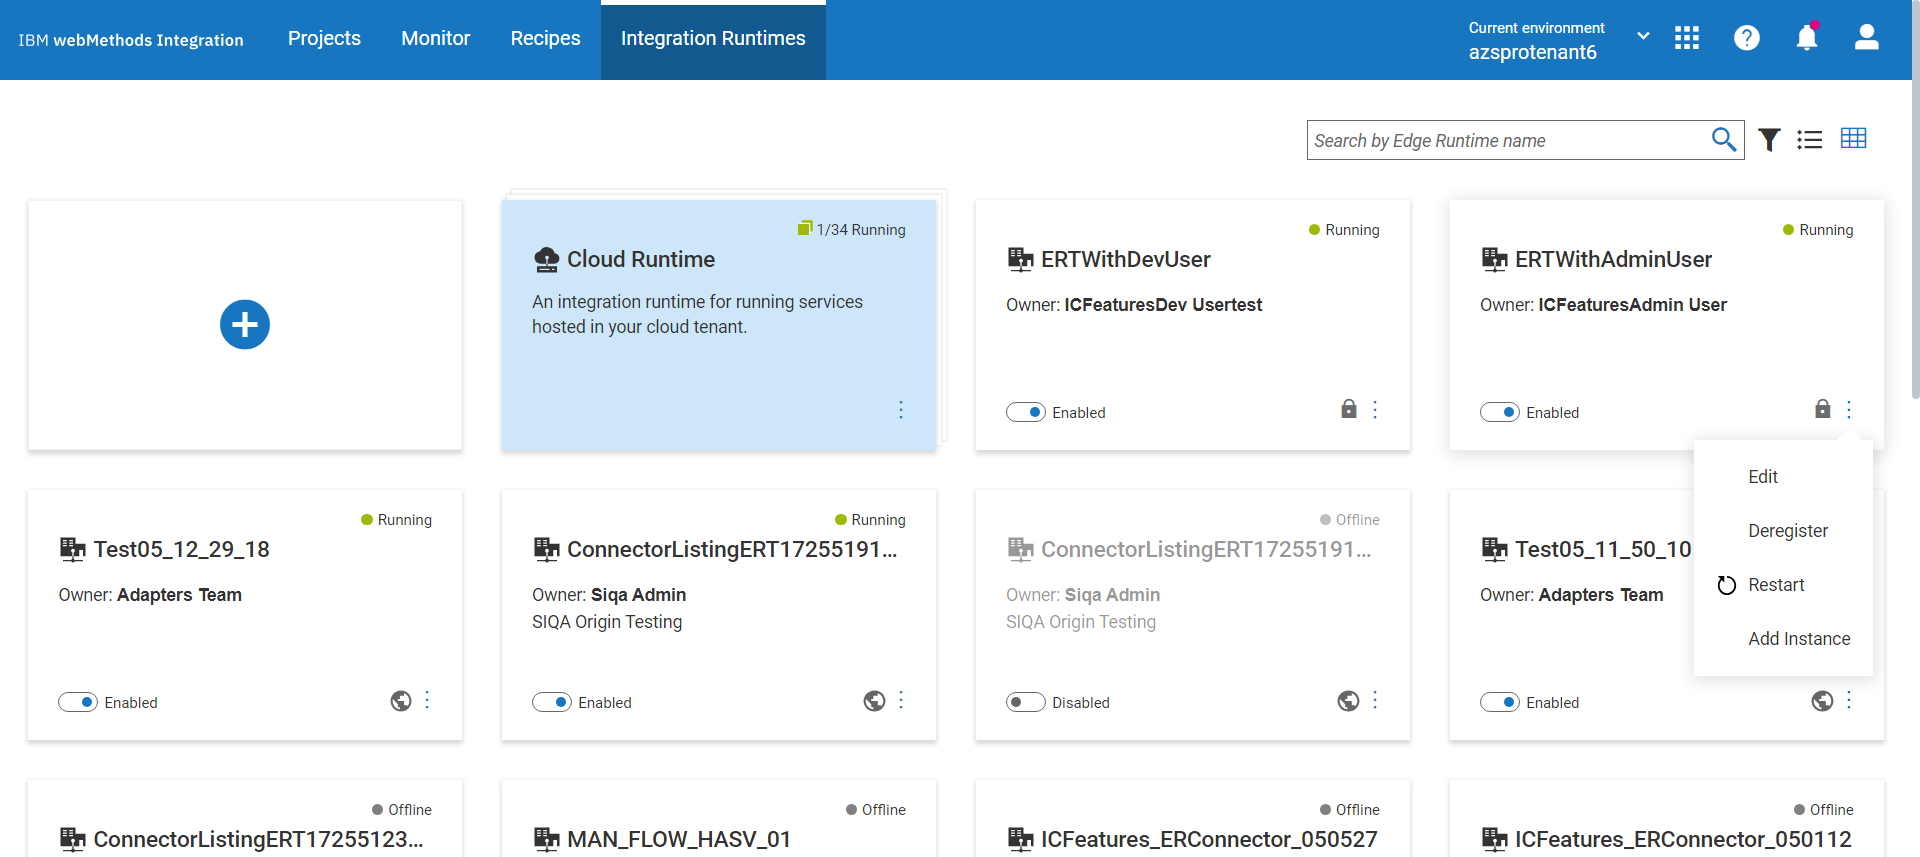 IBM webMethods Integration
Projects
Monitor
Recipes
Integration Runtimes
Current environment
azsprotenant6
Search by Edge Runtime name
1/34 Running
Cloud Runtime
An integration runtime for running services
hosted in your cloud tenant.
Running
ERTWithDevUser
Owner: ICFeaturesDev Usertest
Enabled
Running
ERTWithAdminUser
Owner: ICFeaturesAdmin User
Enabled
Edit
Deregister
Restart
Add Instance
Running
Test05_12_29_18
Owner: Adapters Team
Enabled
Running
ConnectorListingERT17255191...
Owner: Siqa Admin
SIQA Origin Testing
Enabled
Offline
ConnectorListingERT17255191...
Owner: Siqa Admin
SIQA Origin Testing
Disabled
Test05_11_50_10
Owner: Adapters Team
Enabled
Offline
ConnectorListingERT17255123...
Offline
MAN_FLOW_HASV_01
Offline
ICFeatures_ERConnector_050527
Offline
ICFeatures_ERConnector_050112